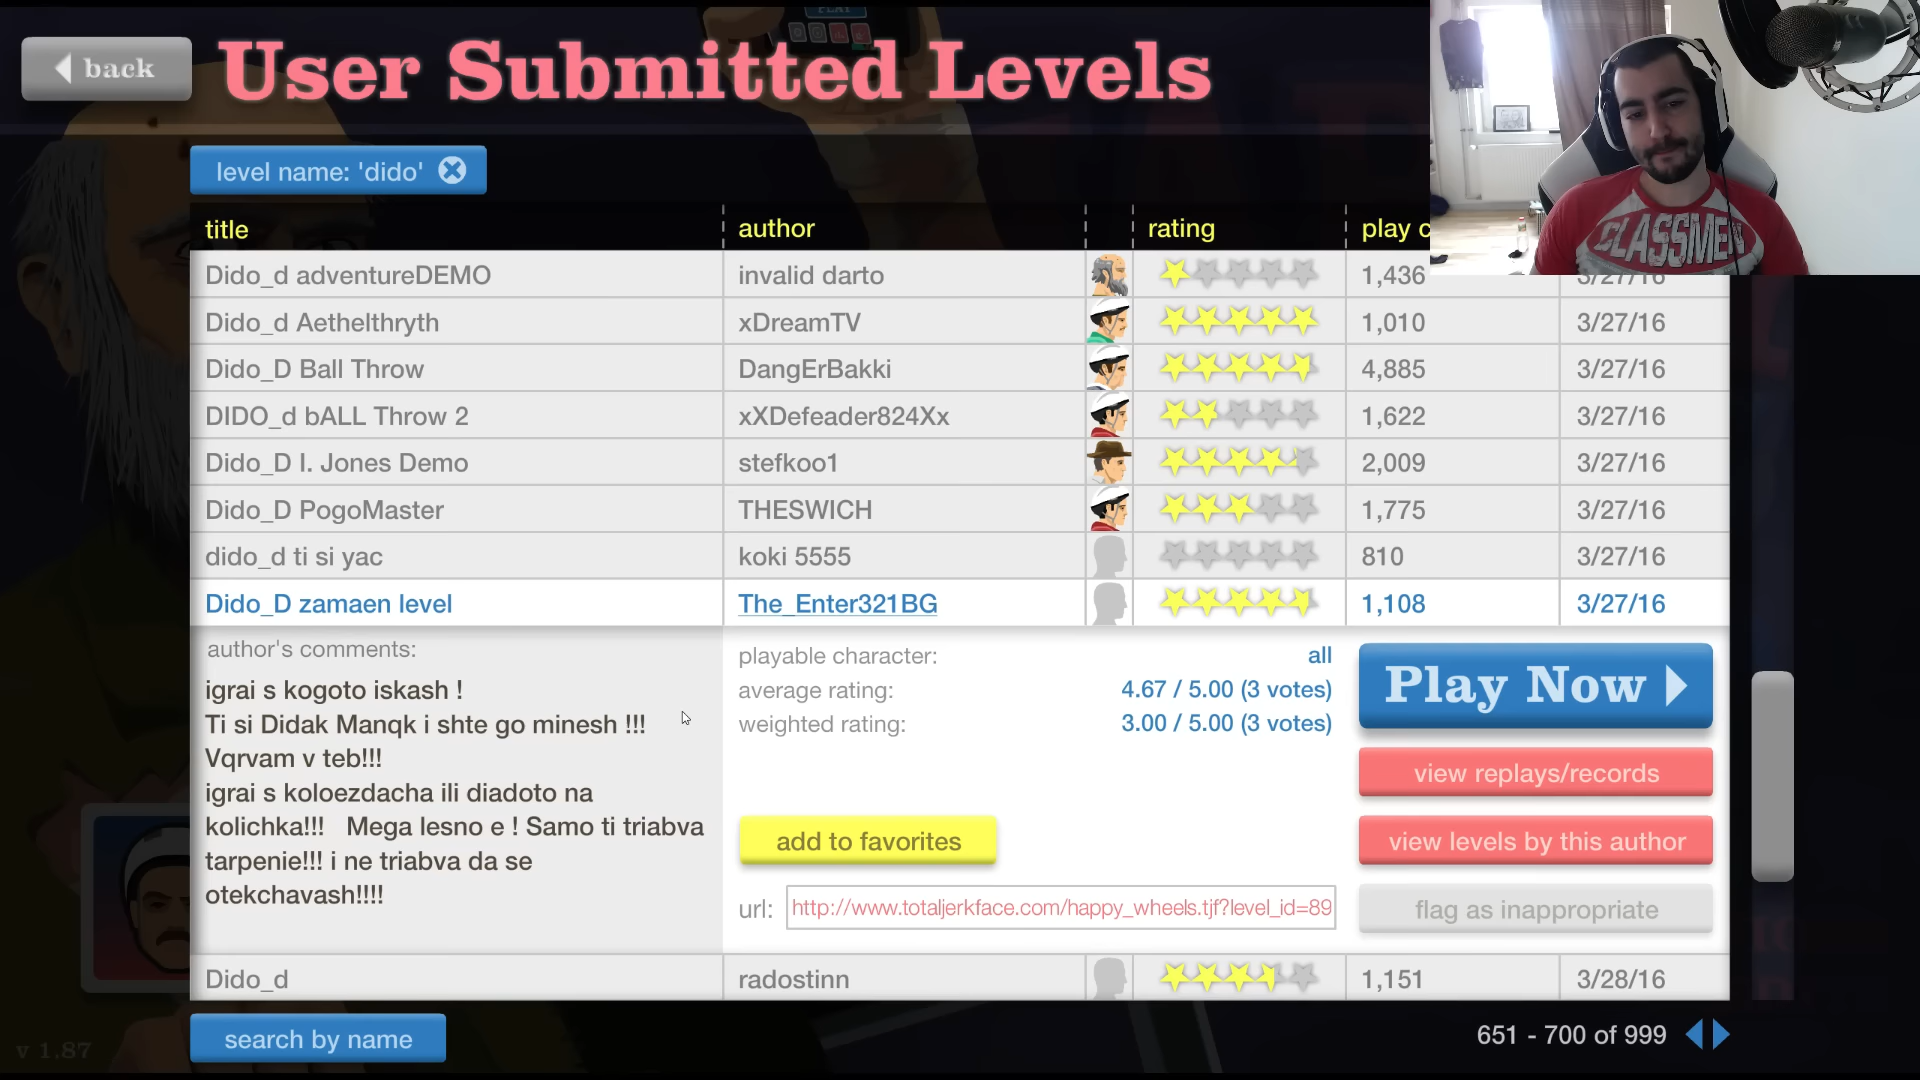 PLAY
back
User Submitted Levels
level name: 'dido'
title author rating play c
Dido_d adventureDEMO invalid darto 1,436 3/27/16
Dido_d Aethelthryth xDreamTV 1,010 3/27/16
Dido_D Ball Throw DangErBakki 4,885 3/27/16
DIDO_d bALL Throw 2 xXDefeader824Xx 1,622 3/27/16
Dido_D I. Jones Demo stefkoo1 2,009 3/27/16
Dido_D PogoMaster THESWICH 1,775 3/27/16
dido_d ti si yac koki 5555 810 3/27/16
Dido_D zamaen level The_Enter321BG 1,108 3/27/16
author's comments:
igrai s kogoto iskash !
Ti si Didak Manqk i shte go minesh !!!
Vqrvam v teb!!!
igrai s koloezdacha ili diadoto na
kolichka!!! Mega lesno e ! Samo ti triabva
tarpenie!!! i ne triabva da se
otekchavash!!!!
playable character: all
average rating: 4.67 / 5.00 (3 votes)
weighted rating: 3.00 / 5.00 (3 votes)
add to favorites
url: http://www.totaljerkface.com/happy_wheels.tjf?level_id=89
Play Now
view replays/records
view levels by this author
flag as inappropriate
Dido_d radostinn 1,151 3/28/16
search by name
651 - 700 of 999
v 1.87
CLASSMEN